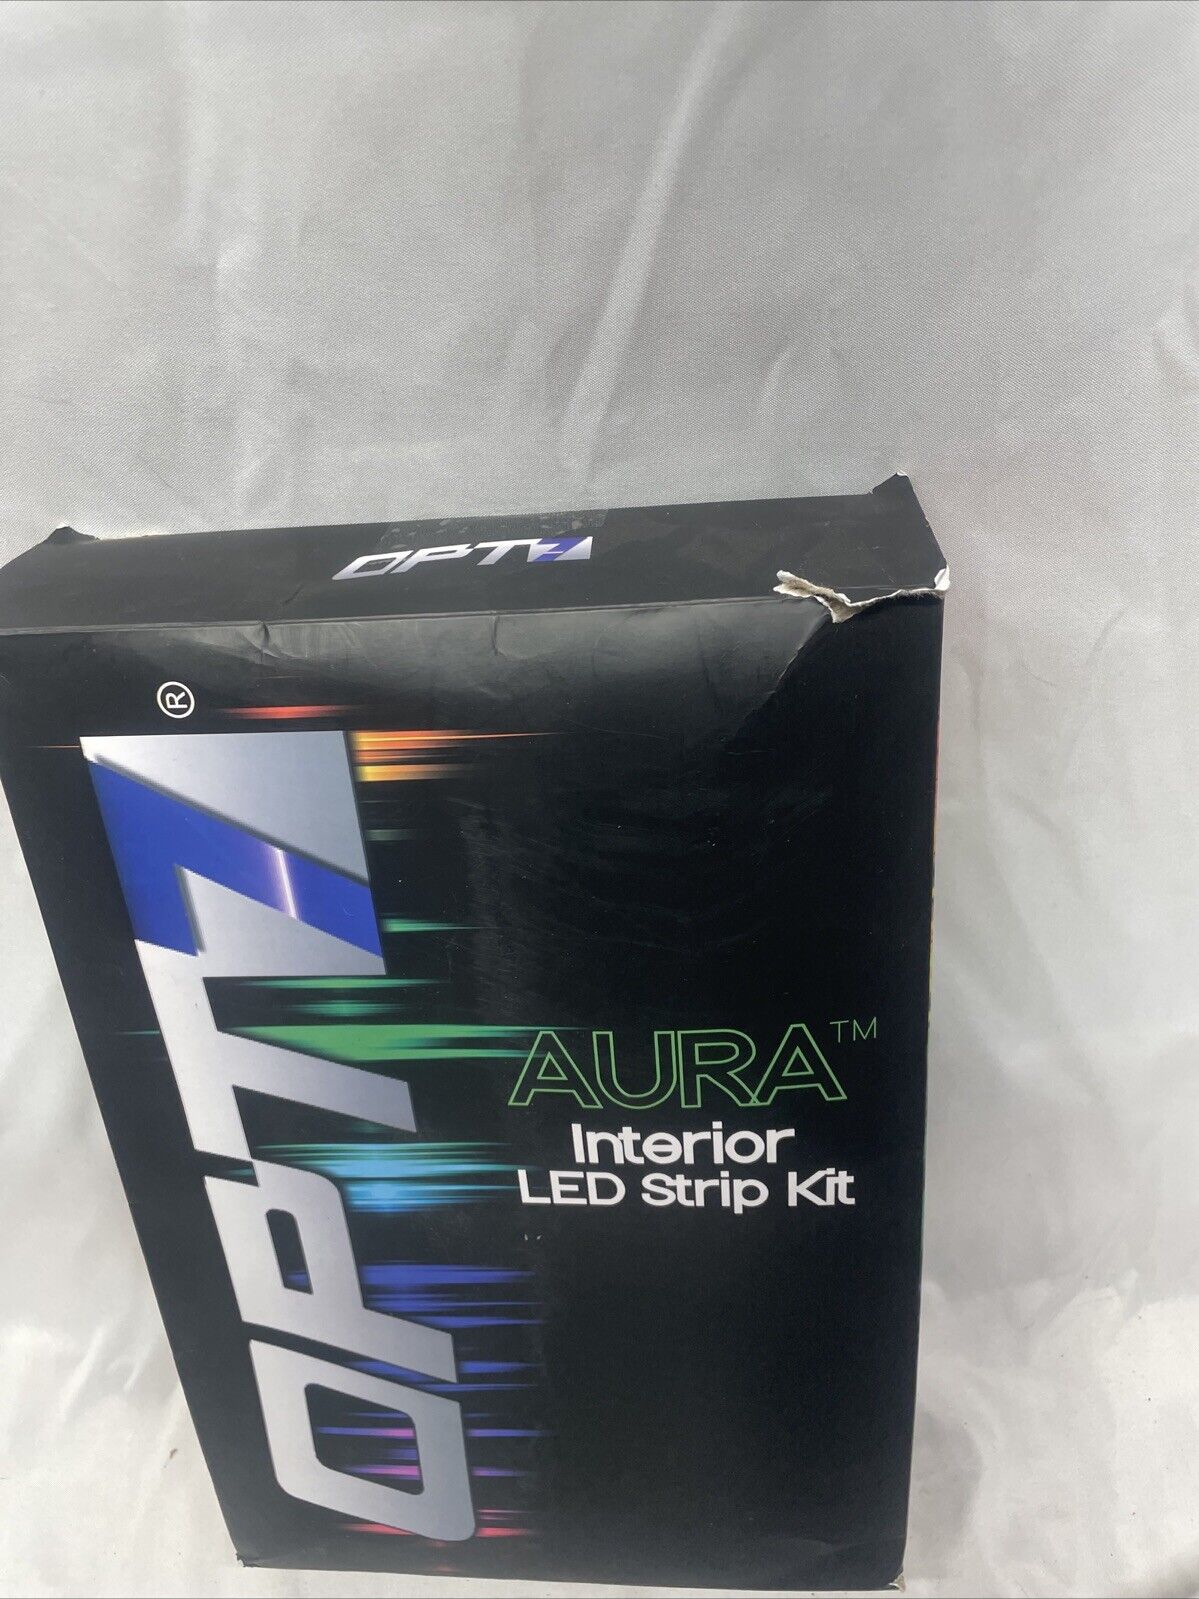 OPT7
OPT7®
AURA™
Interior
LED Strip Kit